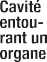 Cavité
entou-
rant un
organe